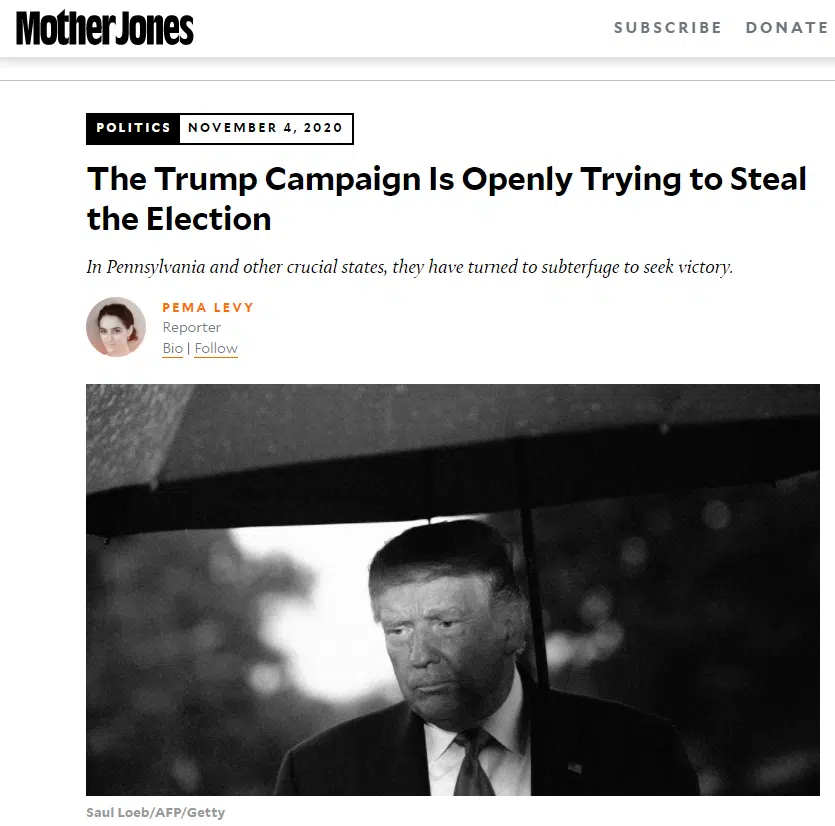 Mother Jones
SUBSCRIBE DONATE
POLITICS NOVEMBER 4, 2020
The Trump Campaign Is Openly Trying to Steal
the Election
In Pennsylvania and other crucial states, they have turned to subterfuge to seek victory.
PEMA LEVY
Reporter
Bio | Follow
Saul Loeb/AFP/Getty